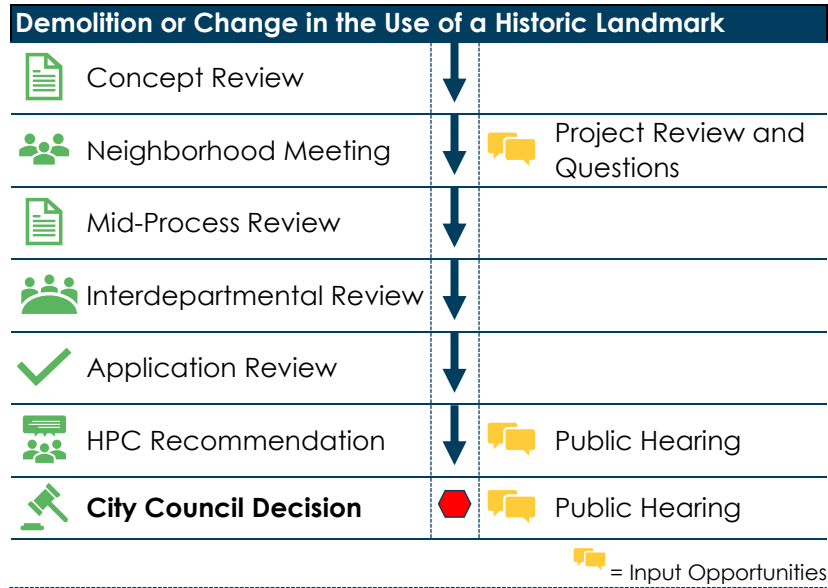 Demolition or Change in the Use of a Historic Landmark
Concept Review
Neighborhood Meeting
Project Review and
Questions
Mid-Process Review
Interdepartmental Review
Application Review
HPC Recommendation
Public Hearing
City Council Decision
Public Hearing
= Input Opportunities